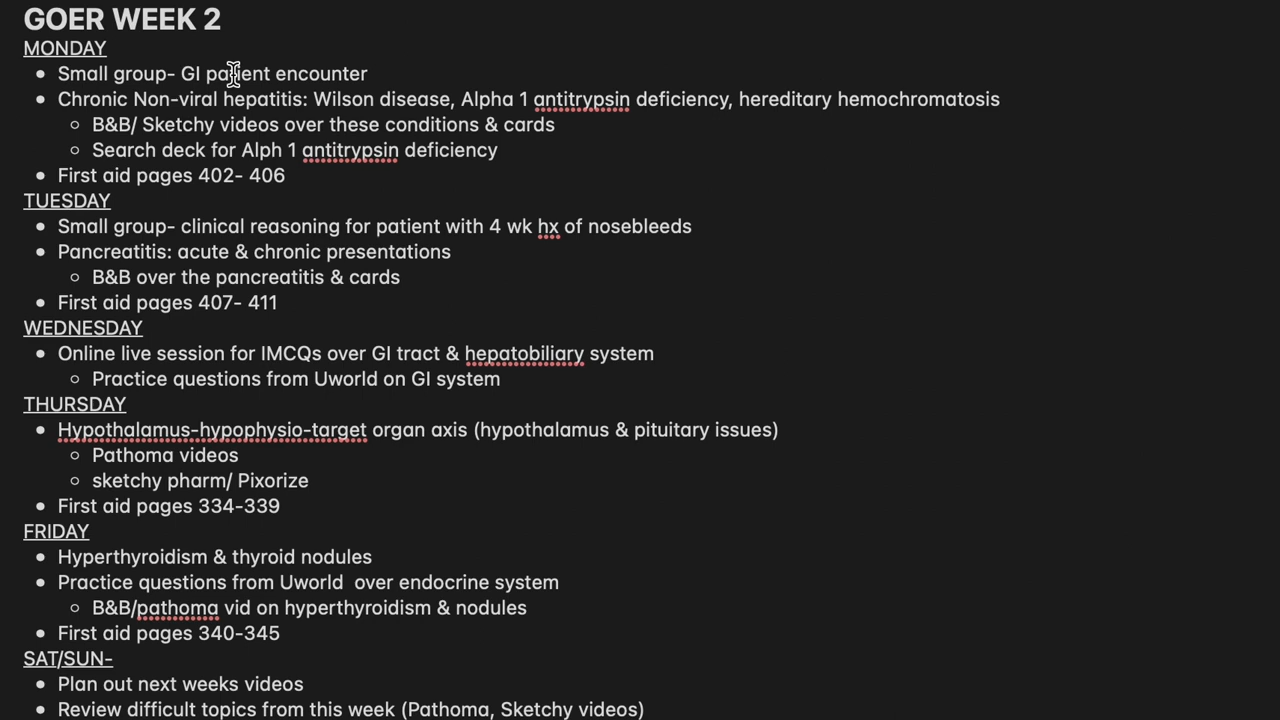 GOER WEEK 2
MONDAY
• Small group- GI patient encounter
• Chronic Non-viral hepatitis: Wilson disease, Alpha 1 antitrypsin deficiency, hereditary hemochromatosis
○ B&B/ Sketchy videos over these conditions & cards
○ Search deck for Alph 1 antitrypsin deficiency
• First aid pages 402- 406
TUESDAY
• Small group- clinical reasoning for patient with 4 wk hx of nosebleeds
• Pancreatitis: acute & chronic presentations
○ B&B over the pancreatitis & cards
• First aid pages 407- 411
WEDNESDAY
• Online live session for IMCQs over GI tract & hepatobiliary system
○ Practice questions from Uworld on GI system
THURSDAY
• Hypothalamus-hypophysio-target organ axis (hypothalamus & pituitary issues)
○ Pathoma videos
○ sketchy pharm/ Pixorize
• First aid pages 334-339
FRIDAY
• Hyperthyroidism & thyroid nodules
• Practice questions from Uworld  over endocrine system
○ B&B/pathoma vid on hyperthyroidism & nodules
• First aid pages 340-345
SAT/SUN-
• Plan out next weeks videos
• Review difficult topics from this week (Pathoma, Sketchy videos)